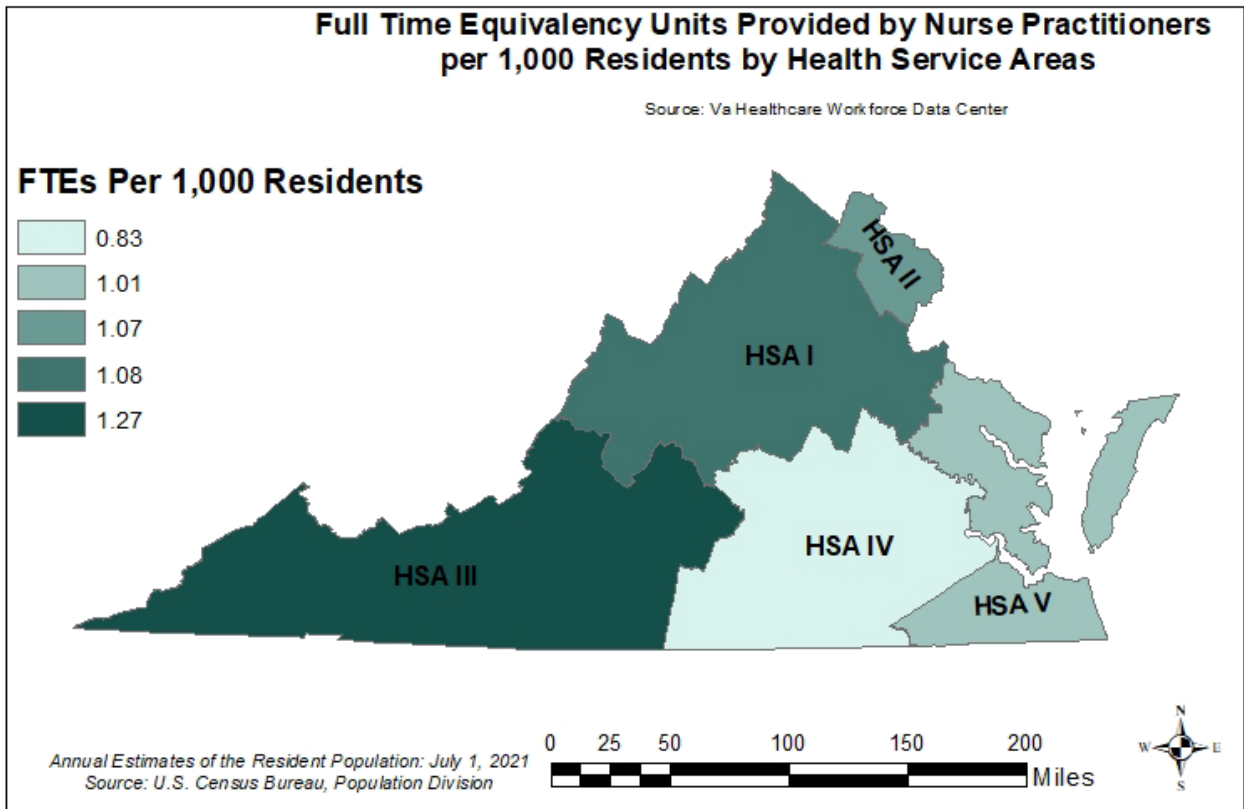 Full Time Equivalency Units Provided by Nurse Practitioners
per 1,000 Residents by Health Service Areas
Source: Va Healthcare Workforce Data Center
FTEs Per 1,000 Residents
0.83
1.01
1.07
1.08
1.27
HSA II
HSA I
HSA IV
HSA III
HSA V
Annual Estimates of the Resident Population: July 1, 2021
Source: U.S. Census Bureau, Population Division
0 25 50 100 150 200
Miles
N
W E
S